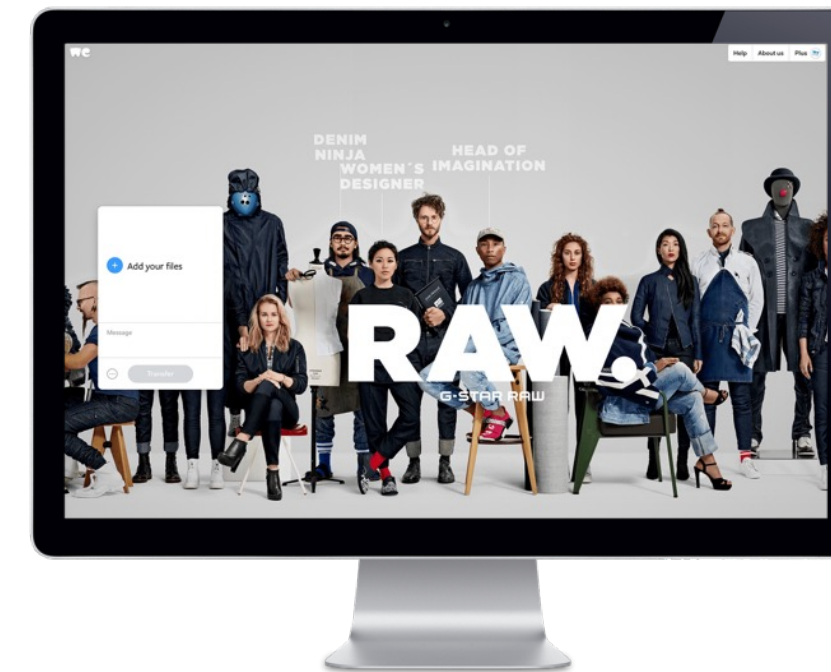 we
Help About us Plus
DENIM
NINJA
WOMEN´S
DESIGNER
HEAD OF
IMAGINATION
Add your files
Message
Transfer
RAW.
G-STAR RAW